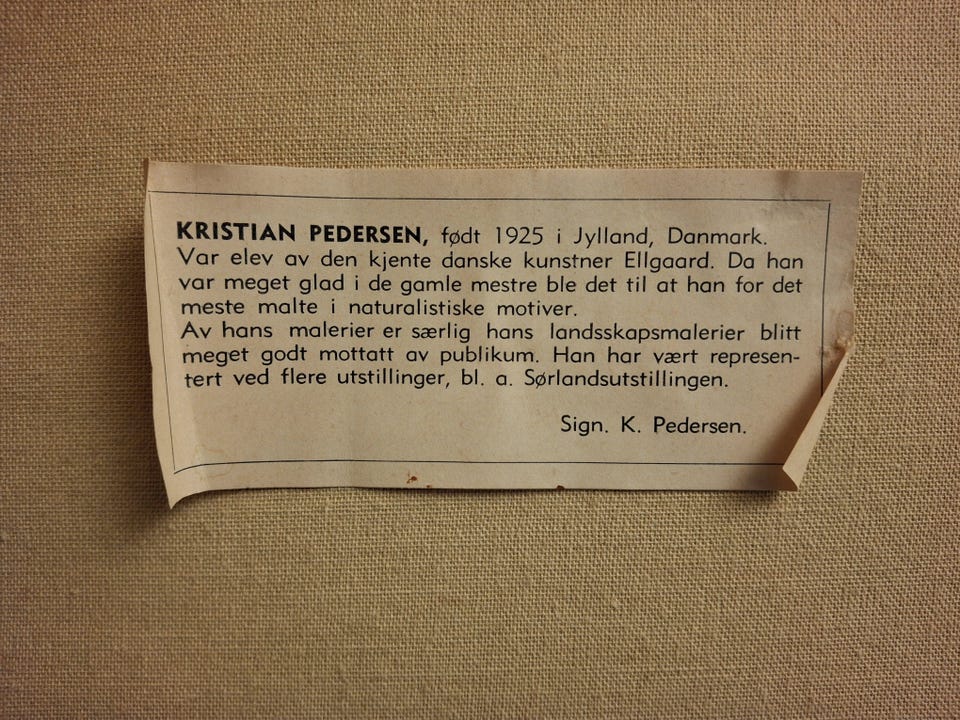 KRISTIAN PEDERSEN, født 1925 i Jylland, Danmark.
Var elev av den kjente danske kunstner Ellgaard. Da han
var meget glad i de gamle mestre ble det til at han for det
meste malte i naturalistiske motiver.
Av hans malerier er særlig hans landsskapsmalerier blitt
meget godt mottatt av publikum. Han har vært represen-
tert ved flere utstillinger, bl. a. Sørlandsutstillingen.
Sign. K. Pedersen.